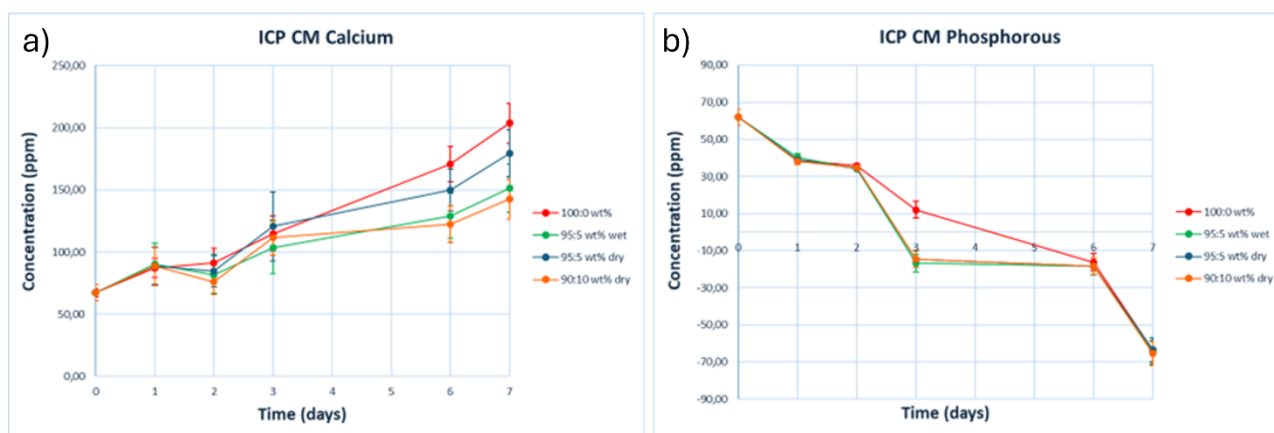 a)
ICP CM Calcium
Concentration (ppm)
250,00
200,00
150,00
100,00
50,00
0,00
0 1 2 3 4 5 6 7
Time (days)
100:0 wt%
95:5 wt% wet
95:5 wt% dry
90:10 wt% dry
b)
ICP CM Phosphorous
Concentration (ppm)
90,00
70,00
50,00
30,00
10,00
-10,00
-30,00
-50,00
-70,00
-90,00
0 1 2 3 4 5 6 7
Time (days)
100:0 wt%
95:5 wt% wet
95:5 wt% dry
90:10 wt% dry